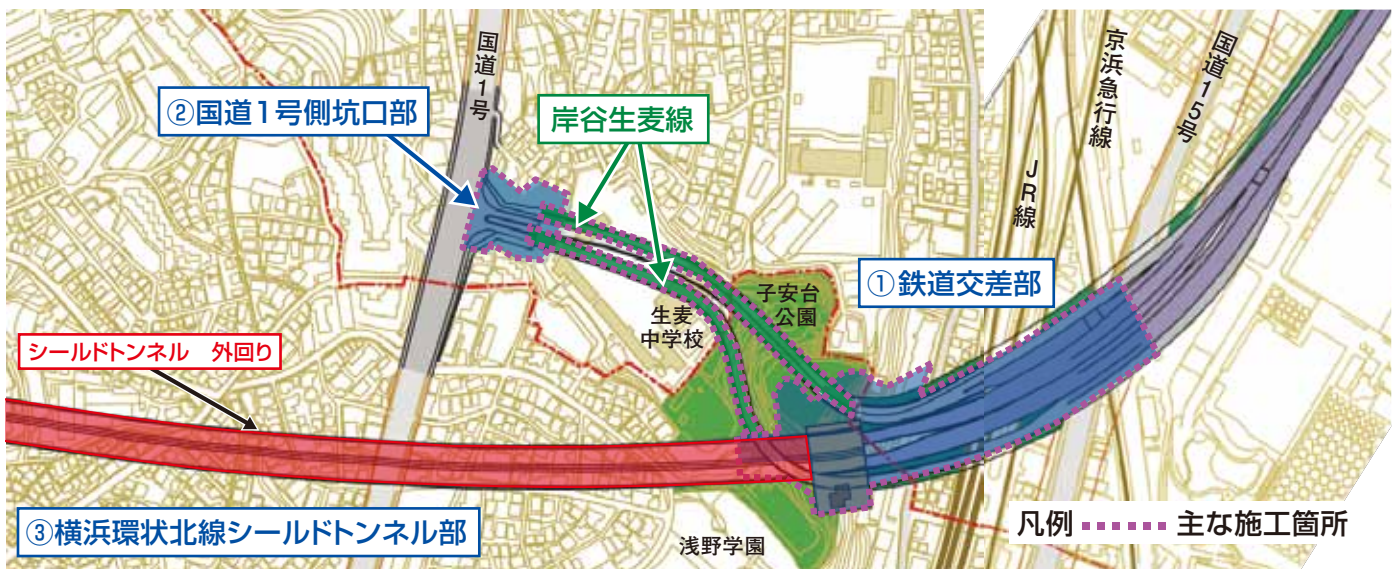 国道1号
②国道1号側坑口部
岸谷生麦線
京浜急行線
国道15号
JR線
①鉄道交差部
子安台
公園
生麦
中学校
シールドトンネル 外回り
③横浜環状北線シールドトンネル部
浅野学園
凡例 主な施工箇所